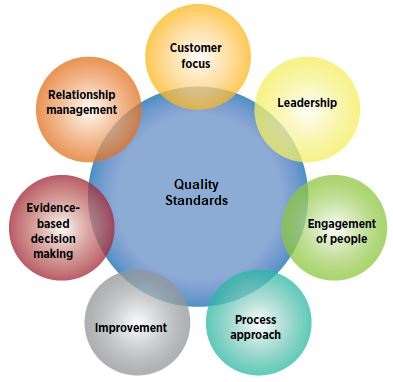 Customer
focus
Relationship
management
Leadership
Quality
Standards
Evidence-
based
decision
making
Engagement
of people
Improvement
Process
approach